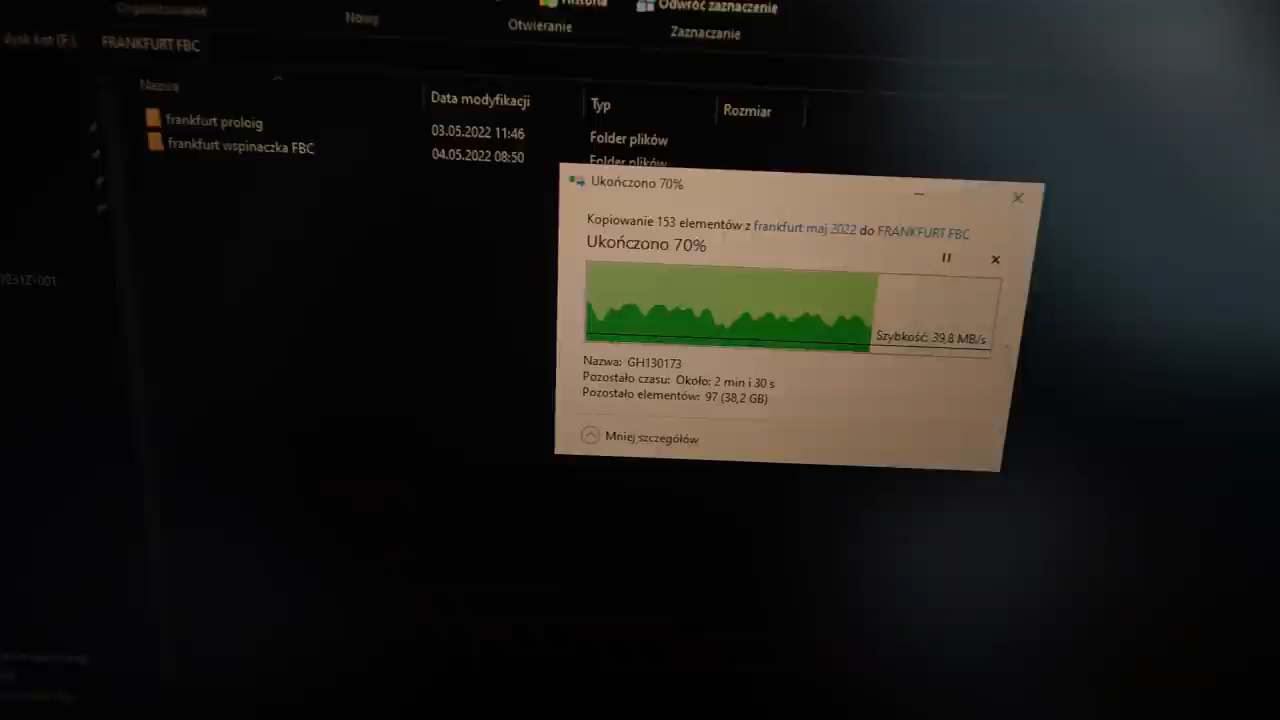 Organizowanie
Nowy
Historia
Otwieranie
Odwróć zaznaczenie
Zaznaczanie
FRANKFURT FBC
Nazwa
Data modyfikacji
Typ
Rozmiar
frankfurt proloig
03.05.2022 11:46
Folder plików
frankfurt wspinaczka FBC
04.05.2022 08:50
Folder plików
Ukończono 70%
Kopiowanie 153 elementów z frankfurt maj 2022 do FRANKFURT FBC
Ukończono 70%
Szybkość: 39,8 MB/s
Nazwa: GH130173
Pozostało czasu: Około: 2 min i 30 s
Pozostało elementów: 97 (38,2 GB)
Mniej szczegółów